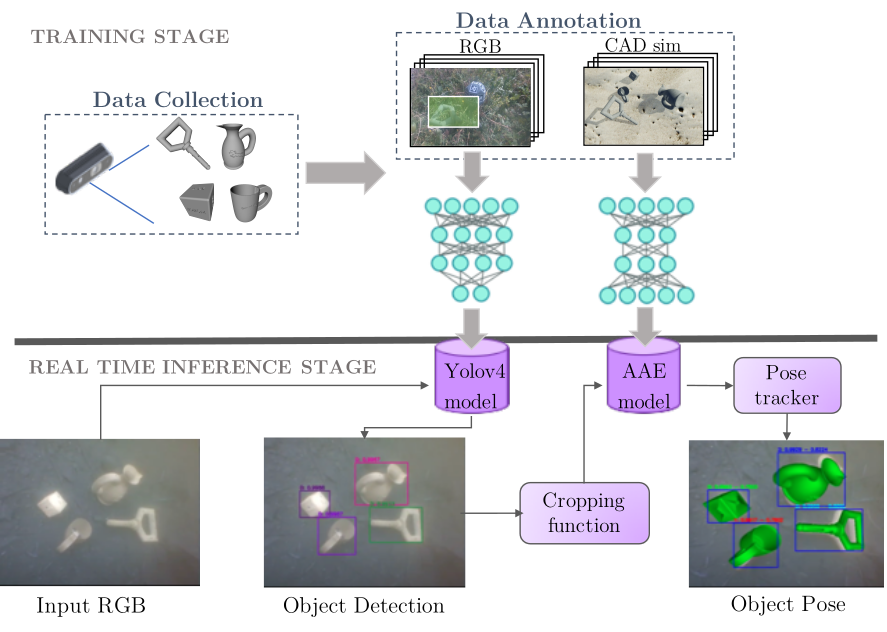 TRAINING STAGE
Data Annotation
RGB
CAD sim
Data Collection
REAL TIME INFERENCE STAGE
Yolov4
model
AAE
model
Pose
tracker
Cropping
function
Input RGB
Object Detection
Object Pose